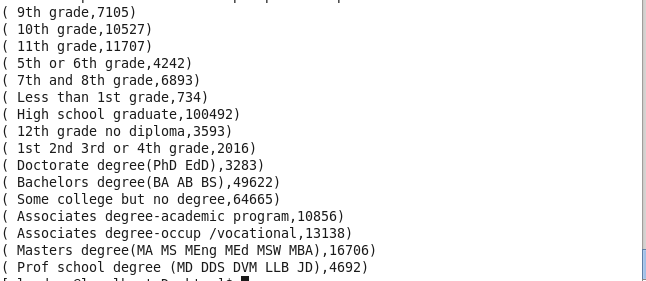 ( 9th grade,7105)
( 10th grade,10527)
( 11th grade,11707)
( 5th or 6th grade,4242)
( 7th and 8th grade,6893)
( Less than 1st grade,734)
( High school graduate,100492)
( 12th grade no diploma,3593)
( 1st 2nd 3rd or 4th grade,2016)
( Doctorate degree(PhD EdD),3283)
( Bachelors degree(BA AB BS),49622)
( Some college but no degree,64665)
( Associates degree-academic program,10856)
( Associates degree-occup /vocational,13138)
( Masters degree(MA MS MEng MEd MSW MBA),16706)
( Prof school degree (MD DDS DVM LLB JD),4692)